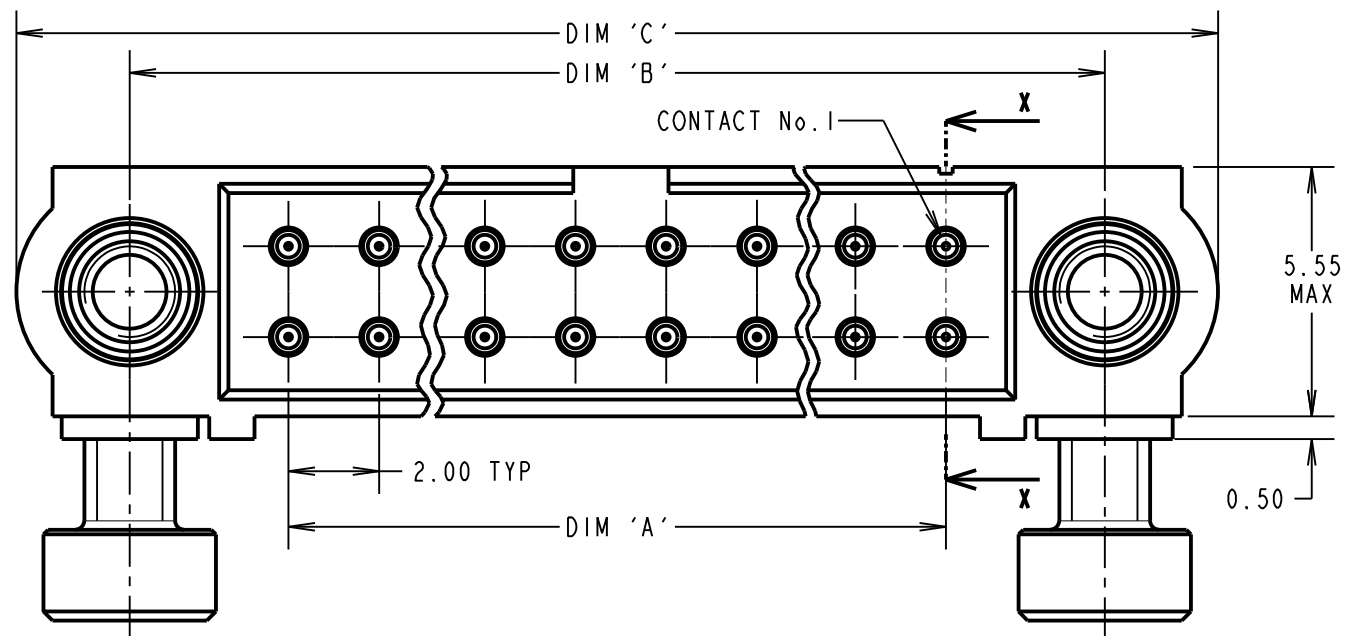 DIM 'C'
DIM 'B'
X
CONTACT No.1
5.55
MAX
2.00 TYP
X
0.50
DIM 'A'